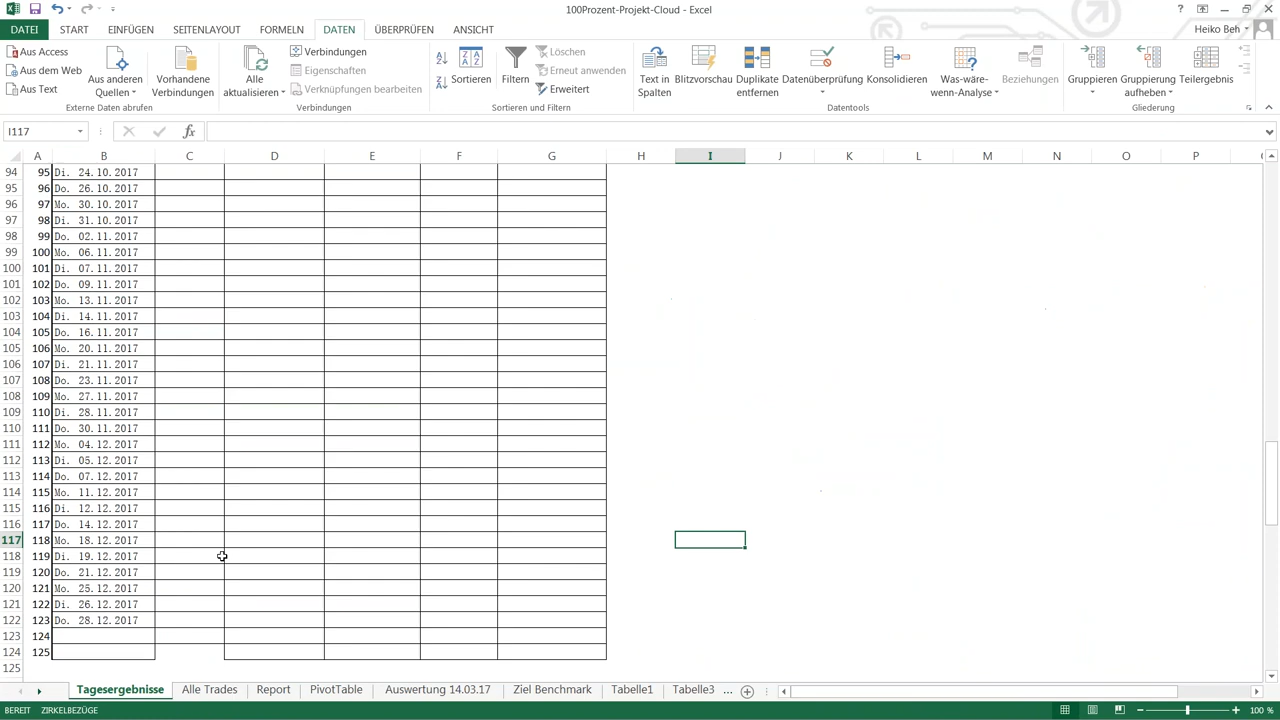 100Prozent-Projekt-Cloud - Excel
?
DATEI START EINFÜGEN SEITENLAYOUT FORMELN DATEN ÜBERPRÜFEN ANSICHT Heiko Beh
Aus Access
Aus dem Web
Aus Text
Aus anderen Quellen
Vorhandene Verbindungen
Externe Daten abrufen
Alle aktualisieren
Verbindungen
Eigenschaften
Verknüpfungen bearbeiten
Verbindungen
Sortieren
Filtern
Löschen
Erneut anwenden
Erweitert
Sortieren und Filtern
Text in Spalten
Blitzvorschau
Duplikate entfernen
Datenüberprüfung
Konsolidieren
Was-wäre-wenn-Analyse
Beziehungen
Datentools
Gruppieren
Gruppierung aufheben
Teilergebnis
Gliederung
I117 fx
A B C D E F G H I J K L M N O P
94 95 Di. 24.10.2017
95 96 Do. 26.10.2017
96 97 Mo. 30.10.2017
97 98 Di. 31.10.2017
98 99 Do. 02.11.2017
99 100 Mo. 06.11.2017
100 101 Di. 07.11.2017
101 102 Do. 09.11.2017
102 103 Mo. 13.11.2017
103 104 Di. 14.11.2017
104 105 Do. 16.11.2017
105 106 Mo. 20.11.2017
106 107 Di. 21.11.2017
107 108 Do. 23.11.2017
108 109 Mo. 27.11.2017
109 110 Di. 28.11.2017
110 111 Do. 30.11.2017
111 112 Mo. 04.12.2017
112 113 Di. 05.12.2017
113 114 Do. 07.12.2017
114 115 Mo. 11.12.2017
115 116 Di. 12.12.2017
116 117 Do. 14.12.2017
117 118 Mo. 18.12.2017
118 119 Di. 19.12.2017
119 120 Do. 21.12.2017
120 121 Mo. 25.12.2017
121 122 Di. 26.12.2017
122 123 Do. 28.12.2017
123 124
124 125
125
Tagesergebnisse Alle Trades Report PivotTable Auswertung 14.03.17 Ziel Benchmark Tabelle1 Tabelle3 ...
BEREIT ZIRKELBEZÜGE 100 %